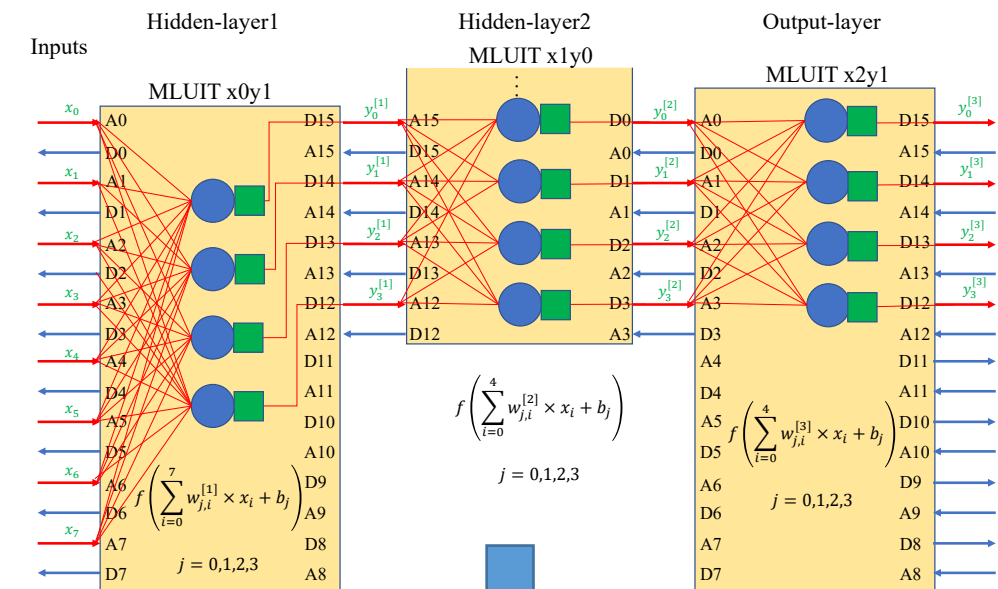 Hidden-layer1
Hidden-layer2
Output-layer
Inputs
MLUIT x0y1
MLUIT x1y0
MLUIT x2y1
x₀ A0 D15 y₀^[1] A15 D0 y₀^[2] A0 D15 y₀^[3]
D0 A15 D15 A0 D0 A15
x₁ A1 D14 y₁^[1] A14 D1 y₁^[2] A1 D14 y₁^[3]
D1 A14 D14 A1 D1 A14
x₂ A2 D13 y₂^[1] A13 D2 y₂^[2] A2 D13 y₂^[3]
D2 A13 D13 A2 D2 A13
x₃ A3 D12 y₃^[1] A12 D3 y₃^[2] A3 D12 y₃^[3]
D3 A12 D12 A3 D3 A12
x₄ A4 D11 A4 D11
D4 A11 D4 A11
x₅ A5 D10 A5 D10
D5 A10 D5 A10
x₆ A6 D9 A6 D9
D6 A9 D6 A9
x₇ A7 D8 A7 D8
D7 A8 D7 A8
f(∑_{i=0}^{7} w_{j,i}^{[1]} × x_i + b_j)
j = 0,1,2,3
f(∑_{i=0}^{4} w_{j,i}^{[2]} × x_i + b_j)
j = 0,1,2,3
f(∑_{i=0}^{4} w_{j,i}^{[3]} × x_i + b_j)
j = 0,1,2,3